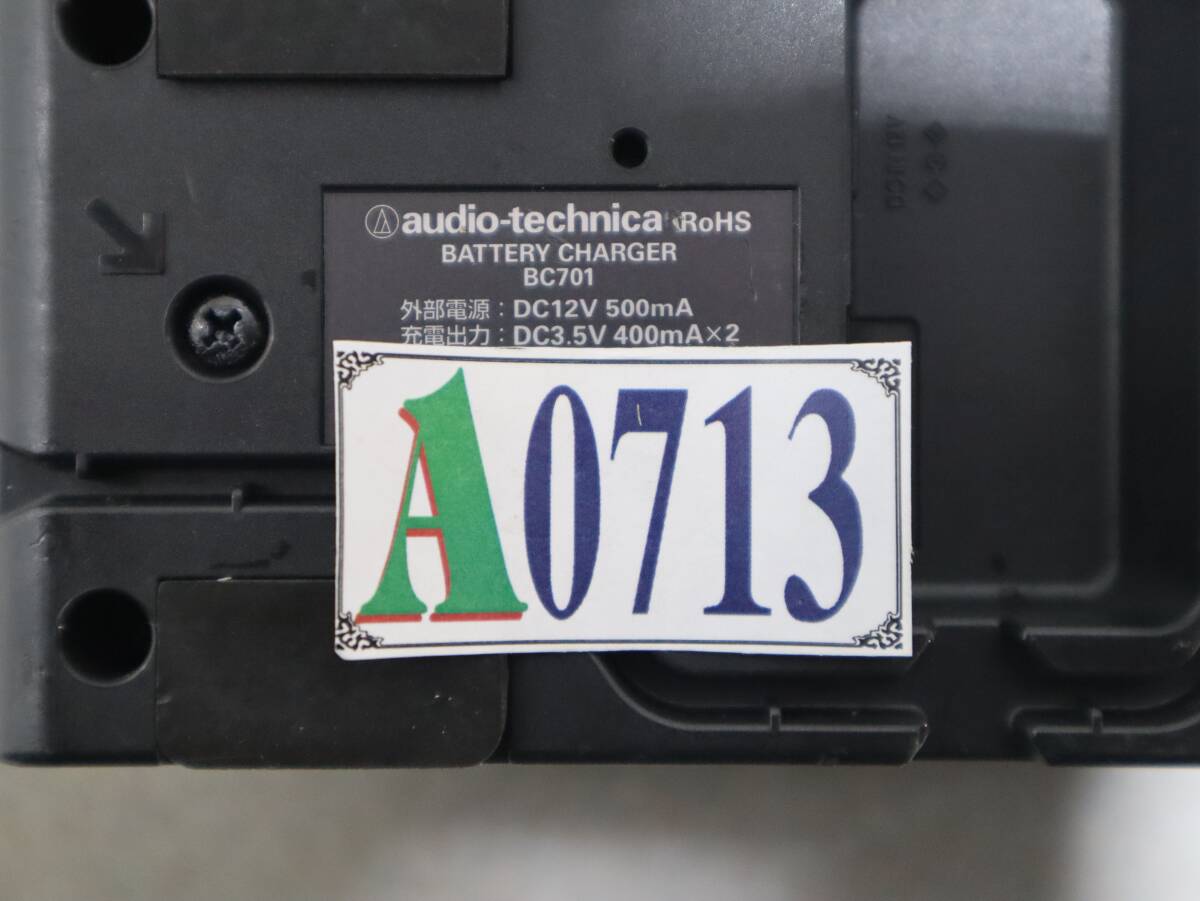 audio-technica RoHS
BATTERY CHARGER
BC701
外部電源 : DC12V 500mA
充電出力 : DC3.5V 400mA×2
A0713